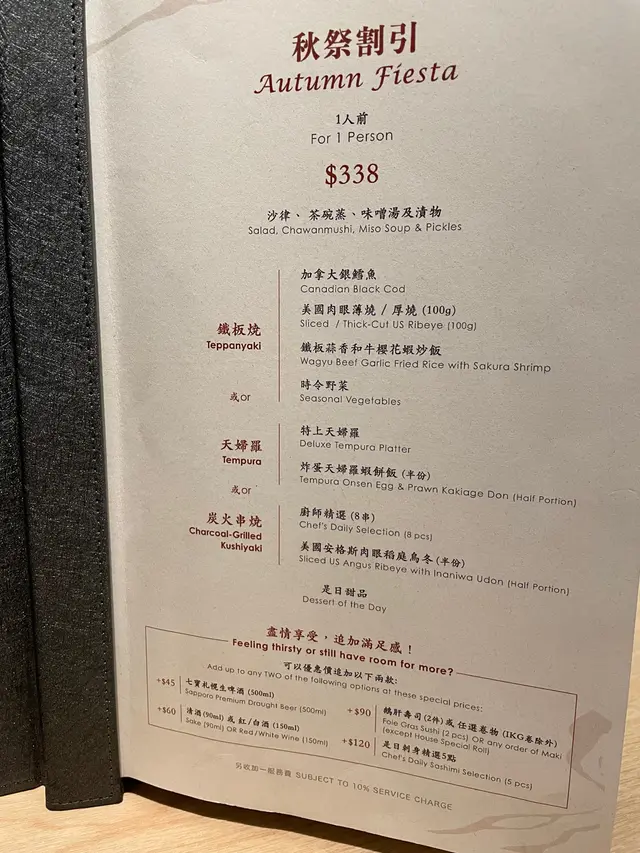 秋祭割引
Autumn Fiesta
1人前
For 1 Person
$338
沙律、茶碗蒸、味噌湯及漬物
Salad, Chawanmushi, Miso Soup & Pickles
鐵板燒
Teppanyaki
加拿大銀鱈魚
Canadian Black Cod
美國肉眼薄燒 / 厚燒 (100g)
Sliced / Thick-Cut US Ribeye (100g)
鐵板蒜香和牛櫻花蝦炒飯
Wagyu Beef Garlic Fried Rice with Sakura Shrimp
時令野菜
Seasonal Vegetables
或or
天婦羅
Tempura
特上天婦羅
Deluxe Tempura Platter
炸蛋天婦羅蝦餅飯 (半份)
Tempura Onsen Egg & Prawn Kakiage Don (Half Portion)
或or
炭火串燒
Charcoal-Grilled
Kushiyaki
廚師精選 (8串)
Chef's Daily Selection (8 pcs)
美國安格斯肉眼稻庭烏冬 (半份)
Sliced US Angus Ribeye with Inaniwa Udon (Half Portion)
是日甜品
Dessert of the Day
盡情享受，追加滿足感！
Feeling thirsty or still have room for more?
可以優惠價追加以下兩款:
Add up to any TWO of the following options at these special prices:
+$45 七寶札幌生啤酒 (500ml)
Sapporo Premium Draught Beer (500ml)
+$60 清酒 (90ml) 或 紅/白酒 (150ml)
Sake (90ml) OR Red/White Wine (150ml)
+$90 鵝肝壽司 (2件) 或 任選卷物 (IKG卷除外)
Foie Gras Sushi (2 pcs) OR any order of Maki
(except House Special Roll)
+$120 是日刺身精選5點
Chef's Daily Sashimi Selection (5 pcs)
另收加一服務費 SUBJECT TO 10% SERVICE CHARGE